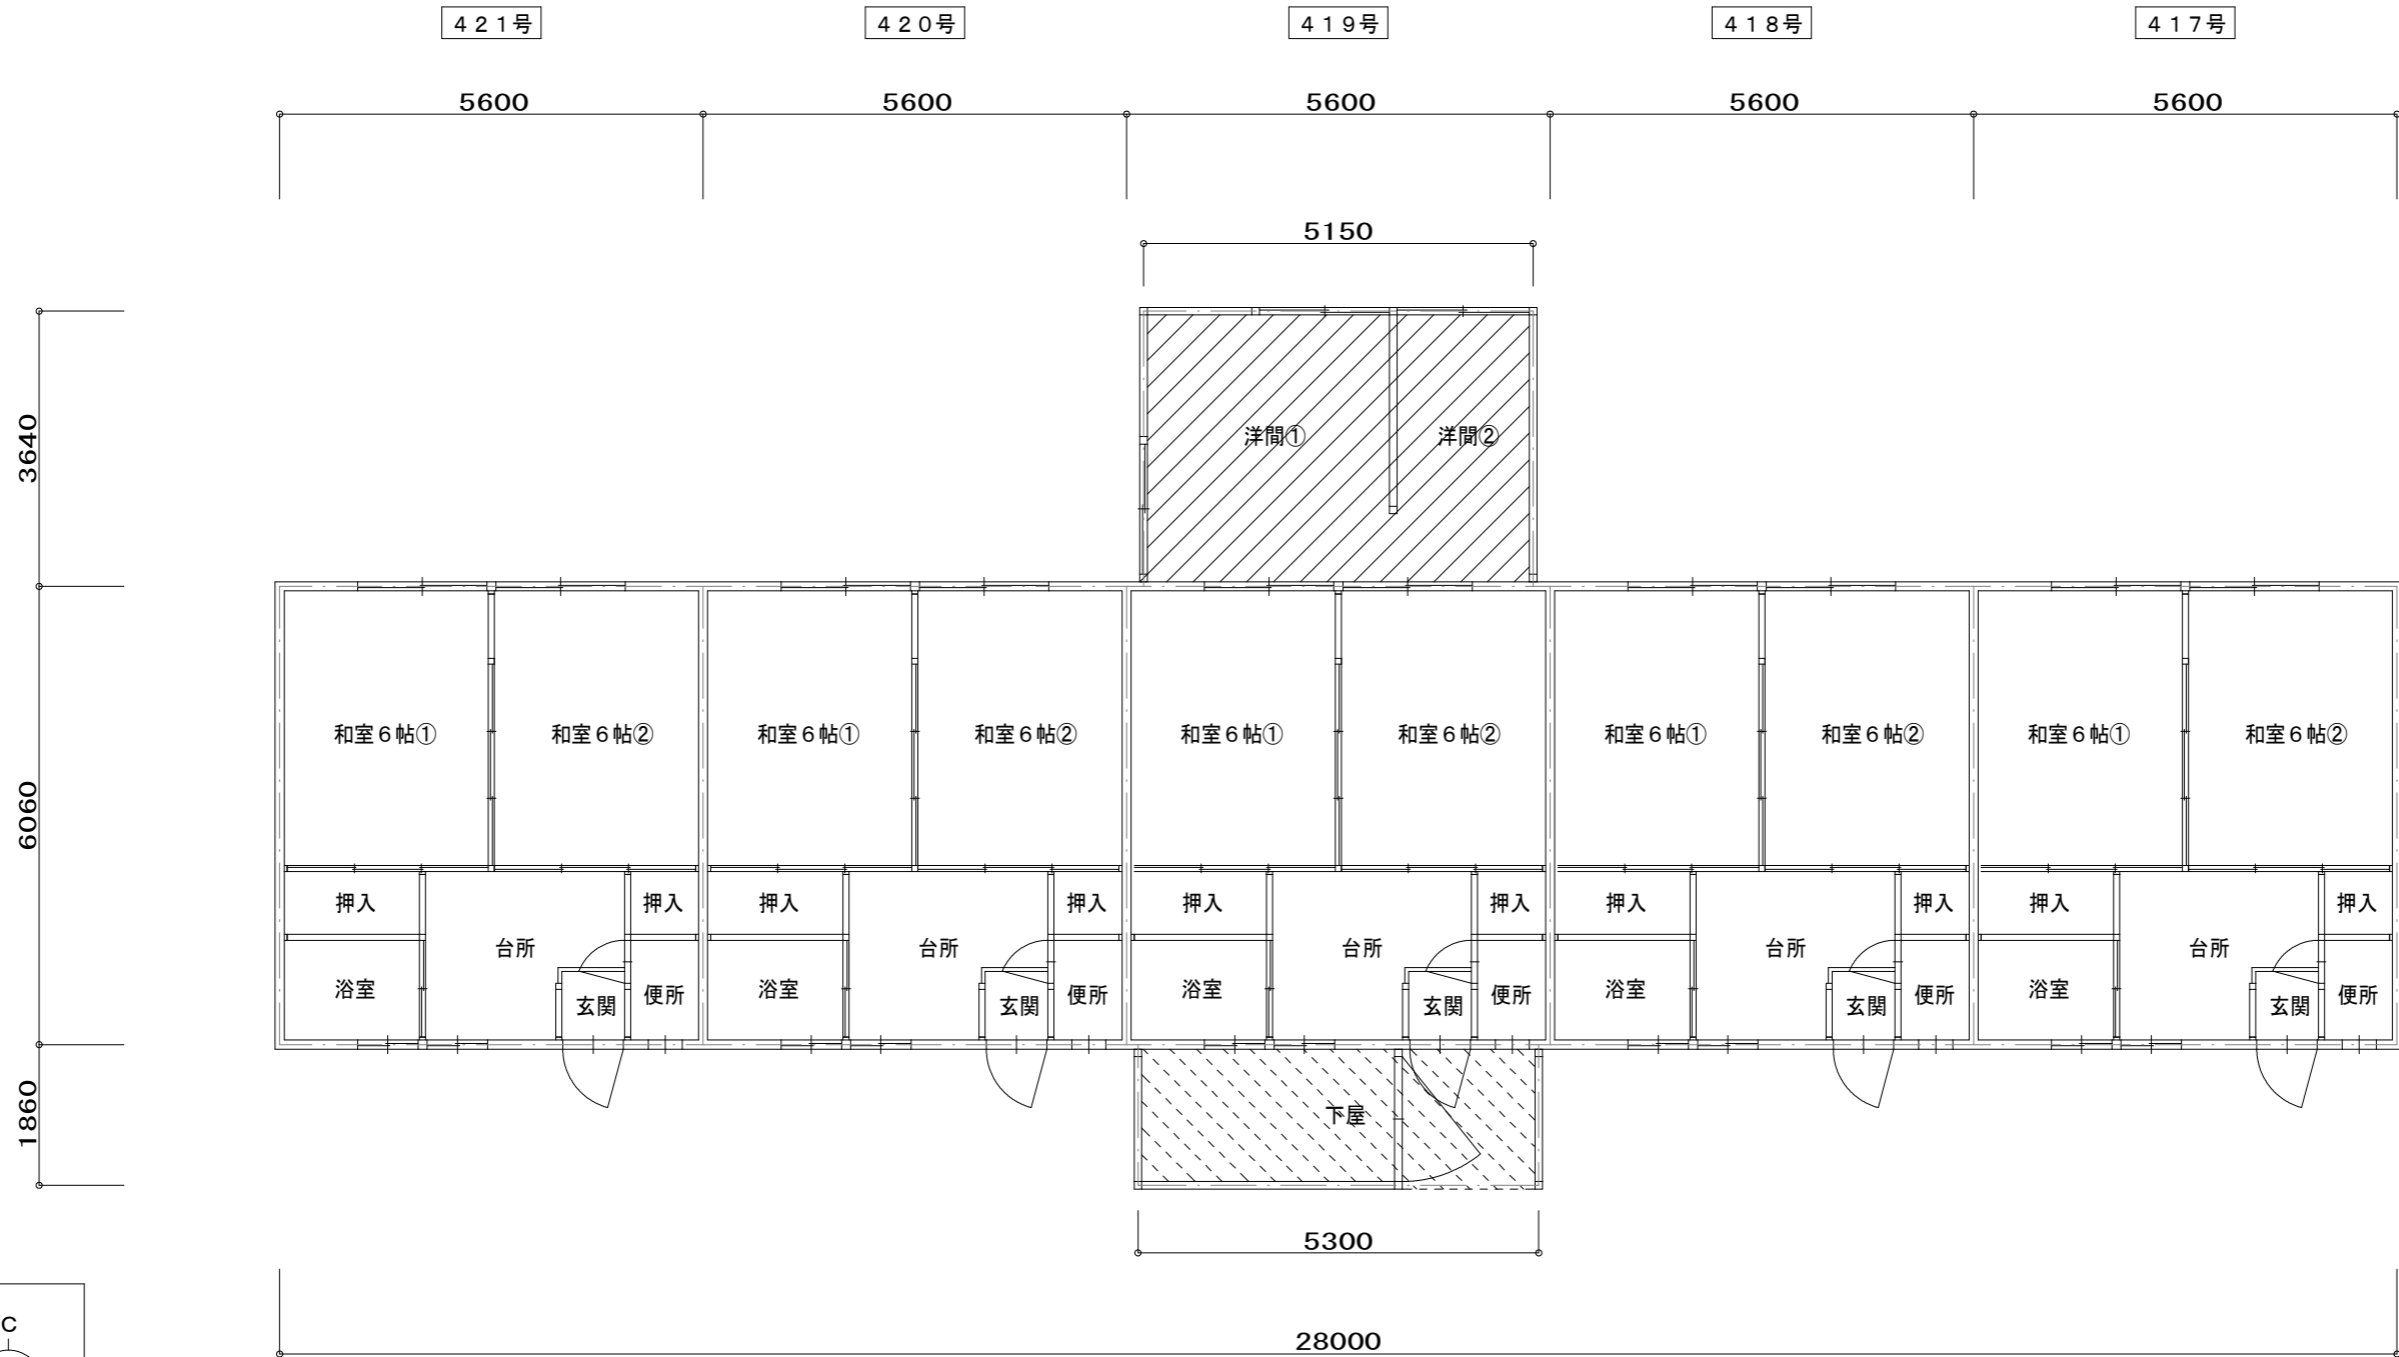 ４２１号 ４２０号 ４１９号 ４１８号 ４１７号
5600 5600 5600 5600 5600
5150
3640
洋間① 洋間②
6060
和室６帖① 和室６帖② 和室６帖① 和室６帖② 和室６帖① 和室６帖② 和室６帖① 和室６帖② 和室６帖① 和室６帖②
押入 押入 押入 押入 押入 押入 押入 押入 押入 押入
台所 台所 台所 台所 台所
浴室 玄関 便所 浴室 玄関 便所 浴室 玄関 便所 浴室 玄関 便所 浴室 玄関 便所
1860
下屋
5300
C
28000